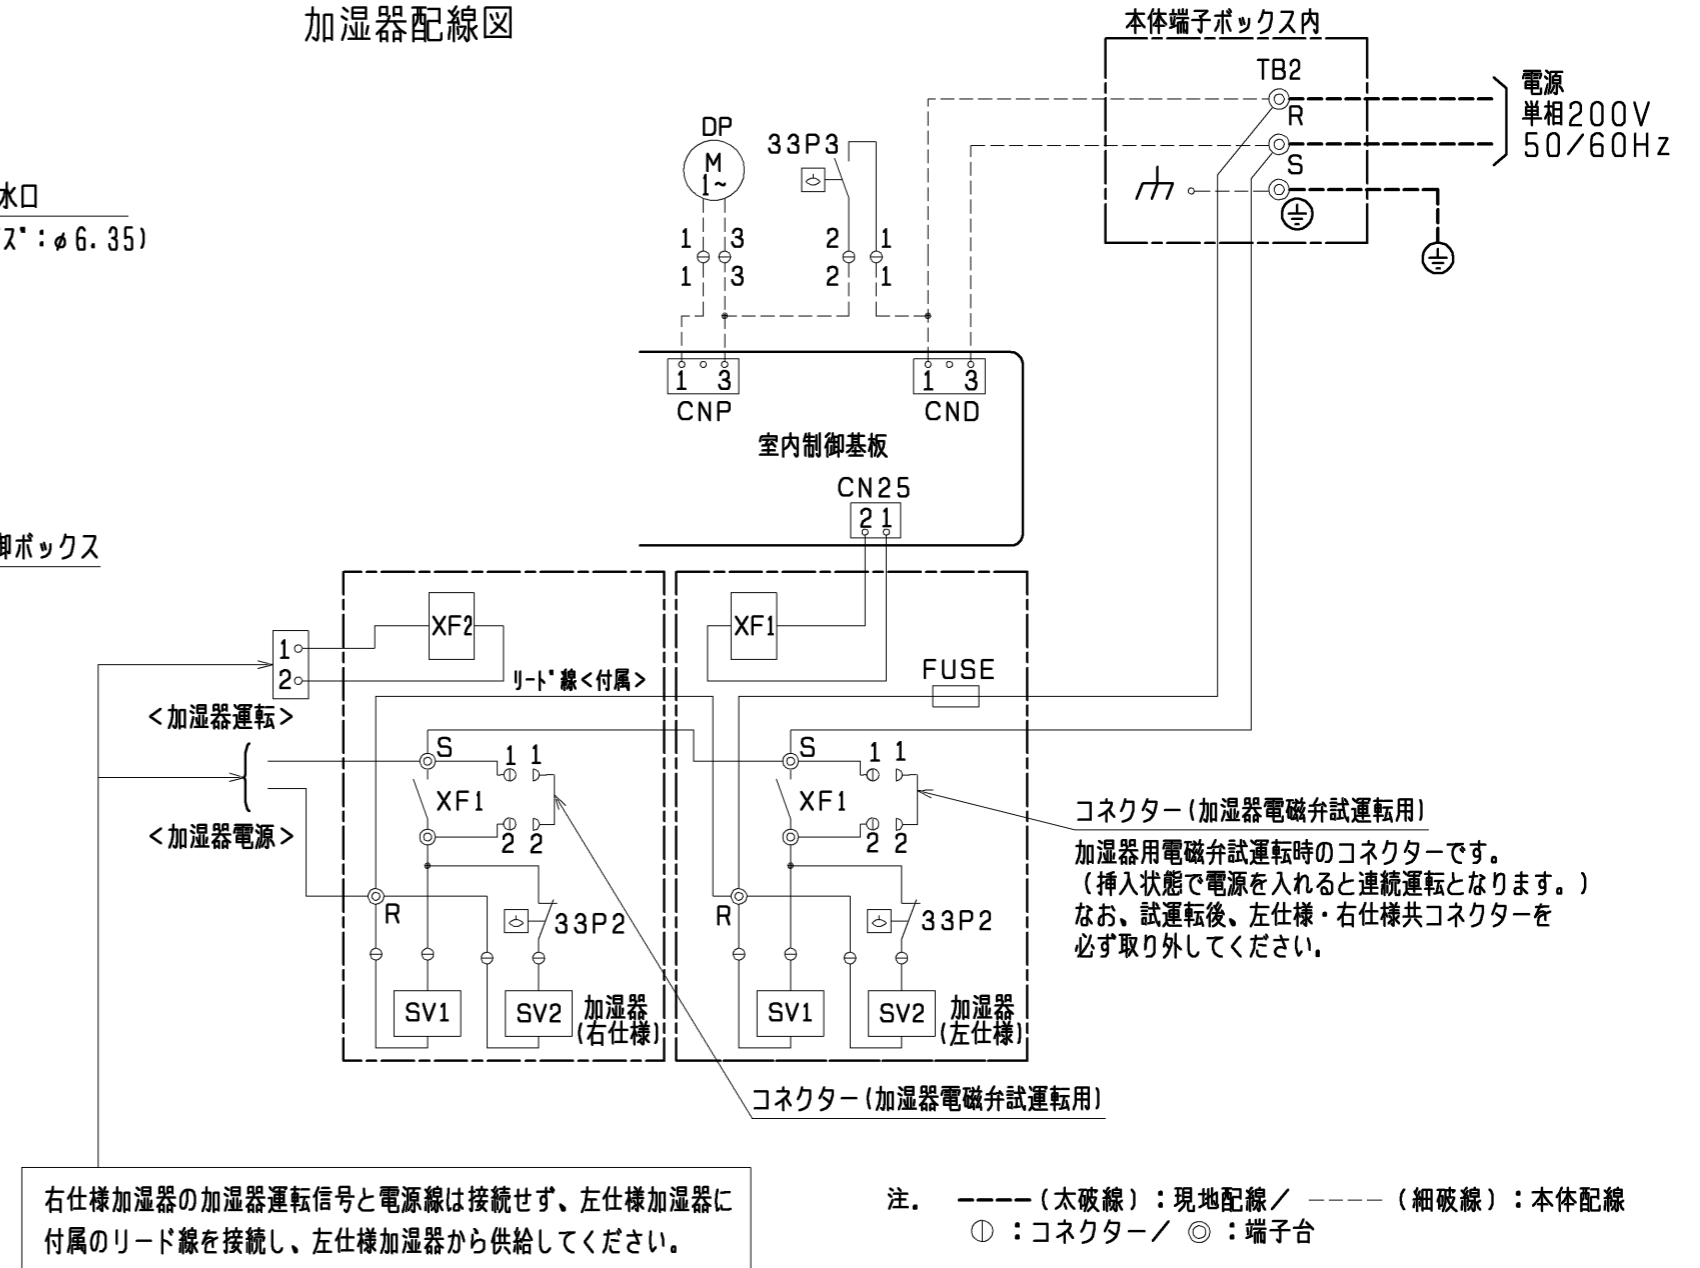 加湿器配線図
本体端子ボックス内
TB2
R
S
電源
単相200V
50/60Hz
DP
M
1~
33P3
1 3 2 1
1 3 2 1
水口
ズ：φ6.35)
1 3
CNP
1 3
CND
室内制御基板
CN25
2 1
御ボックス
XF2
XF1
1
2
リード線<付属>
FUSE
<加湿器運転>
<加湿器電源>
S
1 1
XF1
2 2
R
33P2
SV1
SV2
加湿器
(右仕様)
S
1 1
XF1
2 2
R
33P2
SV1
SV2
加湿器
(左仕様)
コネクター(加湿器電磁弁試運転用)
加湿器用電磁弁試運転時のコネクターです。
(挿入状態で電源を入れると連続運転となります。)
なお、試運転後、左仕様・右仕様共コネクターを
必ず取り外してください。
コネクター(加湿器電磁弁試運転用)
右仕様加湿器の加湿器運転信号と電源線は接続せず、左仕様加湿器に
付属のリード線を接続し、左仕様加湿器から供給してください。
注. ----(太破線)：現地配線／ ----(細破線)：本体配線
⦶：コネクター／ ◎：端子台